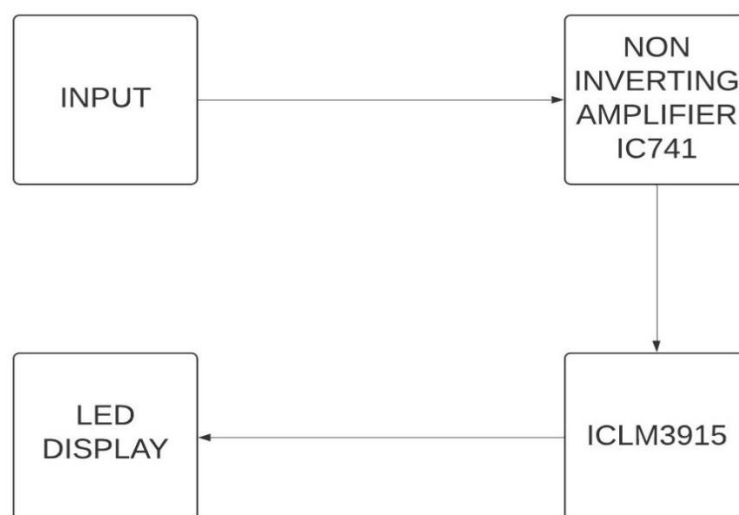 INPUT
NON
INVERTING
AMPLIFIER
IC741
LED
DISPLAY
ICLM3915